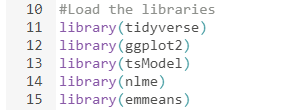 10 #Load the libraries
11 library(tidyverse)
12 library(ggplot2)
13 library(tsModel)
14 library(nlme)
15 library(emmeans)